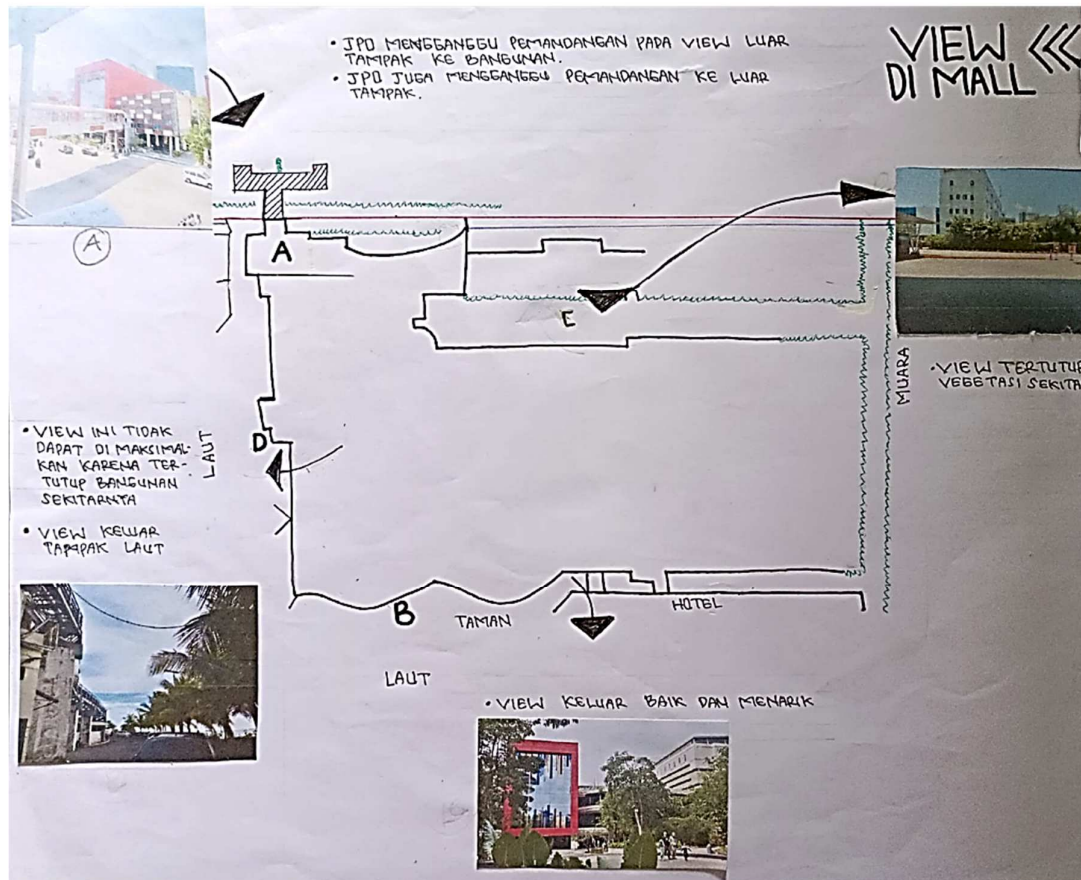 • JPO MENGGANGGU PEMANDANGAN PADA VIEW LUAR
TAMPAK KE BANGUNAN.
• JPO JUGA MENGGANGGU PEMANDANGAN KE LUAR
TAMPAK.
VIEW <<<
DI MALL
A
A
E
MUARA
• VIEW TERTUTUP
VEGETASI SEKITA
• VIEW INI TIDAK
DAPAT DI MAKSIMAL-
KAN KARENA TER-
TUTUP BANGUNAN
SEKITARNYA
LAUT
D
• VIEW KELUAR
TAMPAK LAUT
B
TAMAN
HOTEL
LAUT
• VIEW KELUAR BAIK DAN MENARIK